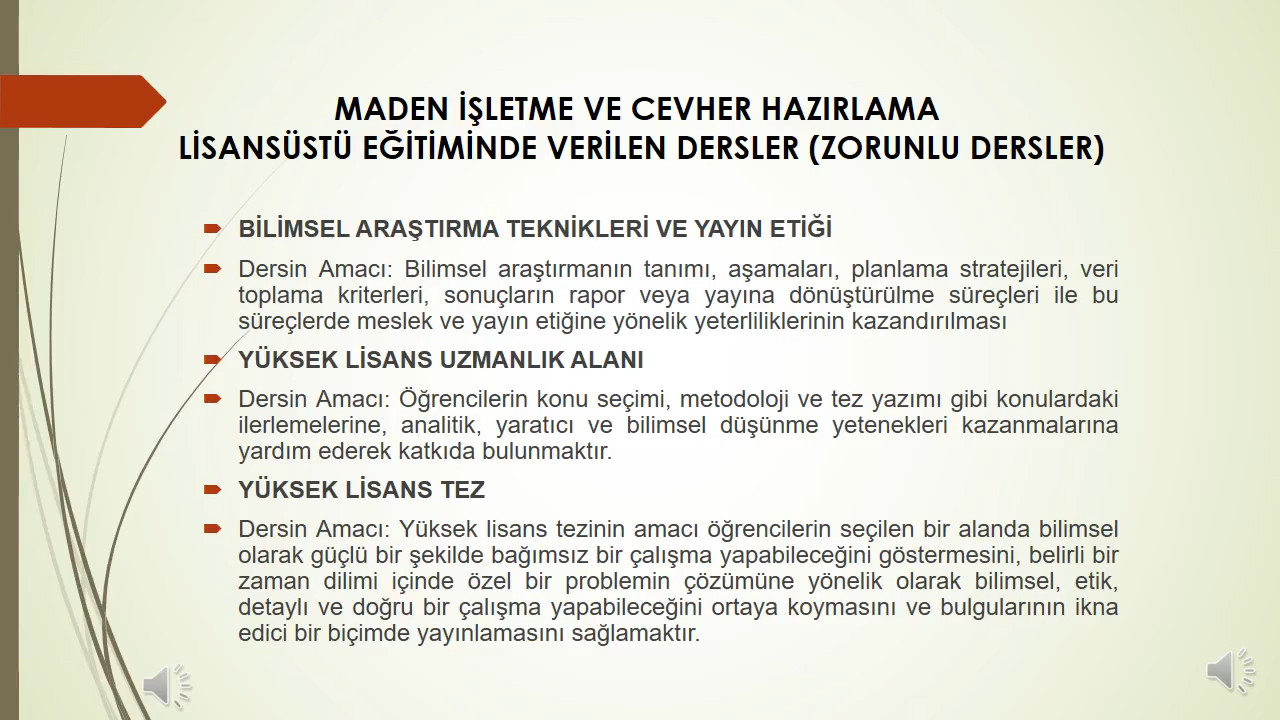 MADEN İŞLETME VE CEVHER HAZIRLAMA
LİSANSÜSTÜ EĞİTİMİNDE VERİLEN DERSLER (ZORUNLU DERSLER)
BİLİMSEL ARAŞTIRMA TEKNİKLERİ VE YAYIN ETİĞİ
Dersin Amacı: Bilimsel araştırmanın tanımı, aşamaları, planlama stratejileri, veri
toplama kriterleri, sonuçların rapor veya yayına dönüştürülme süreçleri ile bu
süreçlerde meslek ve yayın etiğine yönelik yeterliliklerinin kazandırılması
YÜKSEK LİSANS UZMANLIK ALANI
Dersin Amacı: Öğrencilerin konu seçimi, metodoloji ve tez yazımı gibi konulardaki
ilerlemelerine, analitik, yaratıcı ve bilimsel düşünme yetenekleri kazanmalarına
yardım ederek katkıda bulunmaktır.
YÜKSEK LİSANS TEZ
Dersin Amacı: Yüksek lisans tezinin amacı öğrencilerin seçilen bir alanda bilimsel
olarak güçlü bir şekilde bağımsız bir çalışma yapabileceğini göstermesini, belirli bir
zaman dilimi içinde özel bir problemin çözümüne yönelik olarak bilimsel, etik,
detaylı ve doğru bir çalışma yapabileceğini ortaya koymasını ve bulgularının ikna
edici bir biçimde yayınlamasını sağlamaktır.